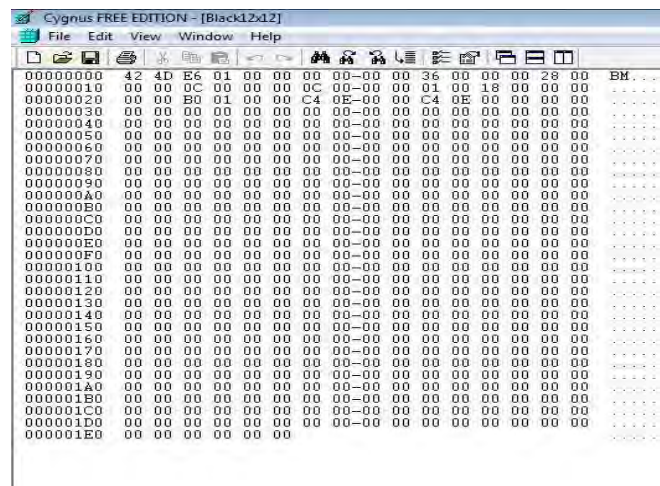 Cygnus FREE EDITION - [Black12x12]
File Edit View Window Help
00000000 42 4D E6 01 00 00 00 00-00 00 36 00 00 00 28 00 BM...
00000010 00 00 0C 00 00 00 0C 00-00 00 01 00 18 00 00 00 .....
00000020 00 00 B0 01 00 00 C4 0E-00 00 C4 0E 00 00 00 00 .....
00000030 00 00 00 00 00 00 00 00-00 00 00 00 00 00 00 00 .....
00000040 00 00 00 00 00 00 00 00-00 00 00 00 00 00 00 00 .....
00000050 00 00 00 00 00 00 00 00-00 00 00 00 00 00 00 00 .....
00000060 00 00 00 00 00 00 00 00-00 00 00 00 00 00 00 00 .....
00000070 00 00 00 00 00 00 00 00-00 00 00 00 00 00 00 00 .....
00000080 00 00 00 00 00 00 00 00-00 00 00 00 00 00 00 00 .....
00000090 00 00 00 00 00 00 00 00-00 00 00 00 00 00 00 00 .....
000000A0 00 00 00 00 00 00 00 00-00 00 00 00 00 00 00 00 .....
000000B0 00 00 00 00 00 00 00 00-00 00 00 00 00 00 00 00 .....
000000C0 00 00 00 00 00 00 00 00-00 00 00 00 00 00 00 00 .....
000000D0 00 00 00 00 00 00 00 00-00 00 00 00 00 00 00 00 .....
000000E0 00 00 00 00 00 00 00 00-00 00 00 00 00 00 00 00 .....
000000F0 00 00 00 00 00 00 00 00-00 00 00 00 00 00 00 00 .....
00000100 00 00 00 00 00 00 00 00-00 00 00 00 00 00 00 00 .....
00000110 00 00 00 00 00 00 00 00-00 00 00 00 00 00 00 00 .....
00000120 00 00 00 00 00 00 00 00-00 00 00 00 00 00 00 00 .....
00000130 00 00 00 00 00 00 00 00-00 00 00 00 00 00 00 00 .....
00000140 00 00 00 00 00 00 00 00-00 00 00 00 00 00 00 00 .....
00000150 00 00 00 00 00 00 00 00-00 00 00 00 00 00 00 00 .....
00000160 00 00 00 00 00 00 00 00-00 00 00 00 00 00 00 00 .....
00000170 00 00 00 00 00 00 00 00-00 00 00 00 00 00 00 00 .....
00000180 00 00 00 00 00 00 00 00-00 00 00 00 00 00 00 00 .....
00000190 00 00 00 00 00 00 00 00-00 00 00 00 00 00 00 00 .....
000001A0 00 00 00 00 00 00 00 00-00 00 00 00 00 00 00 00 .....
000001B0 00 00 00 00 00 00 00 00-00 00 00 00 00 00 00 00 .....
000001C0 00 00 00 00 00 00 00 00-00 00 00 00 00 00 00 00 .....
000001D0 00 00 00 00 00 00 00 00-00 00 00 00 00 00 00 00 .....
000001E0 00 00 00 00 00 00 .....